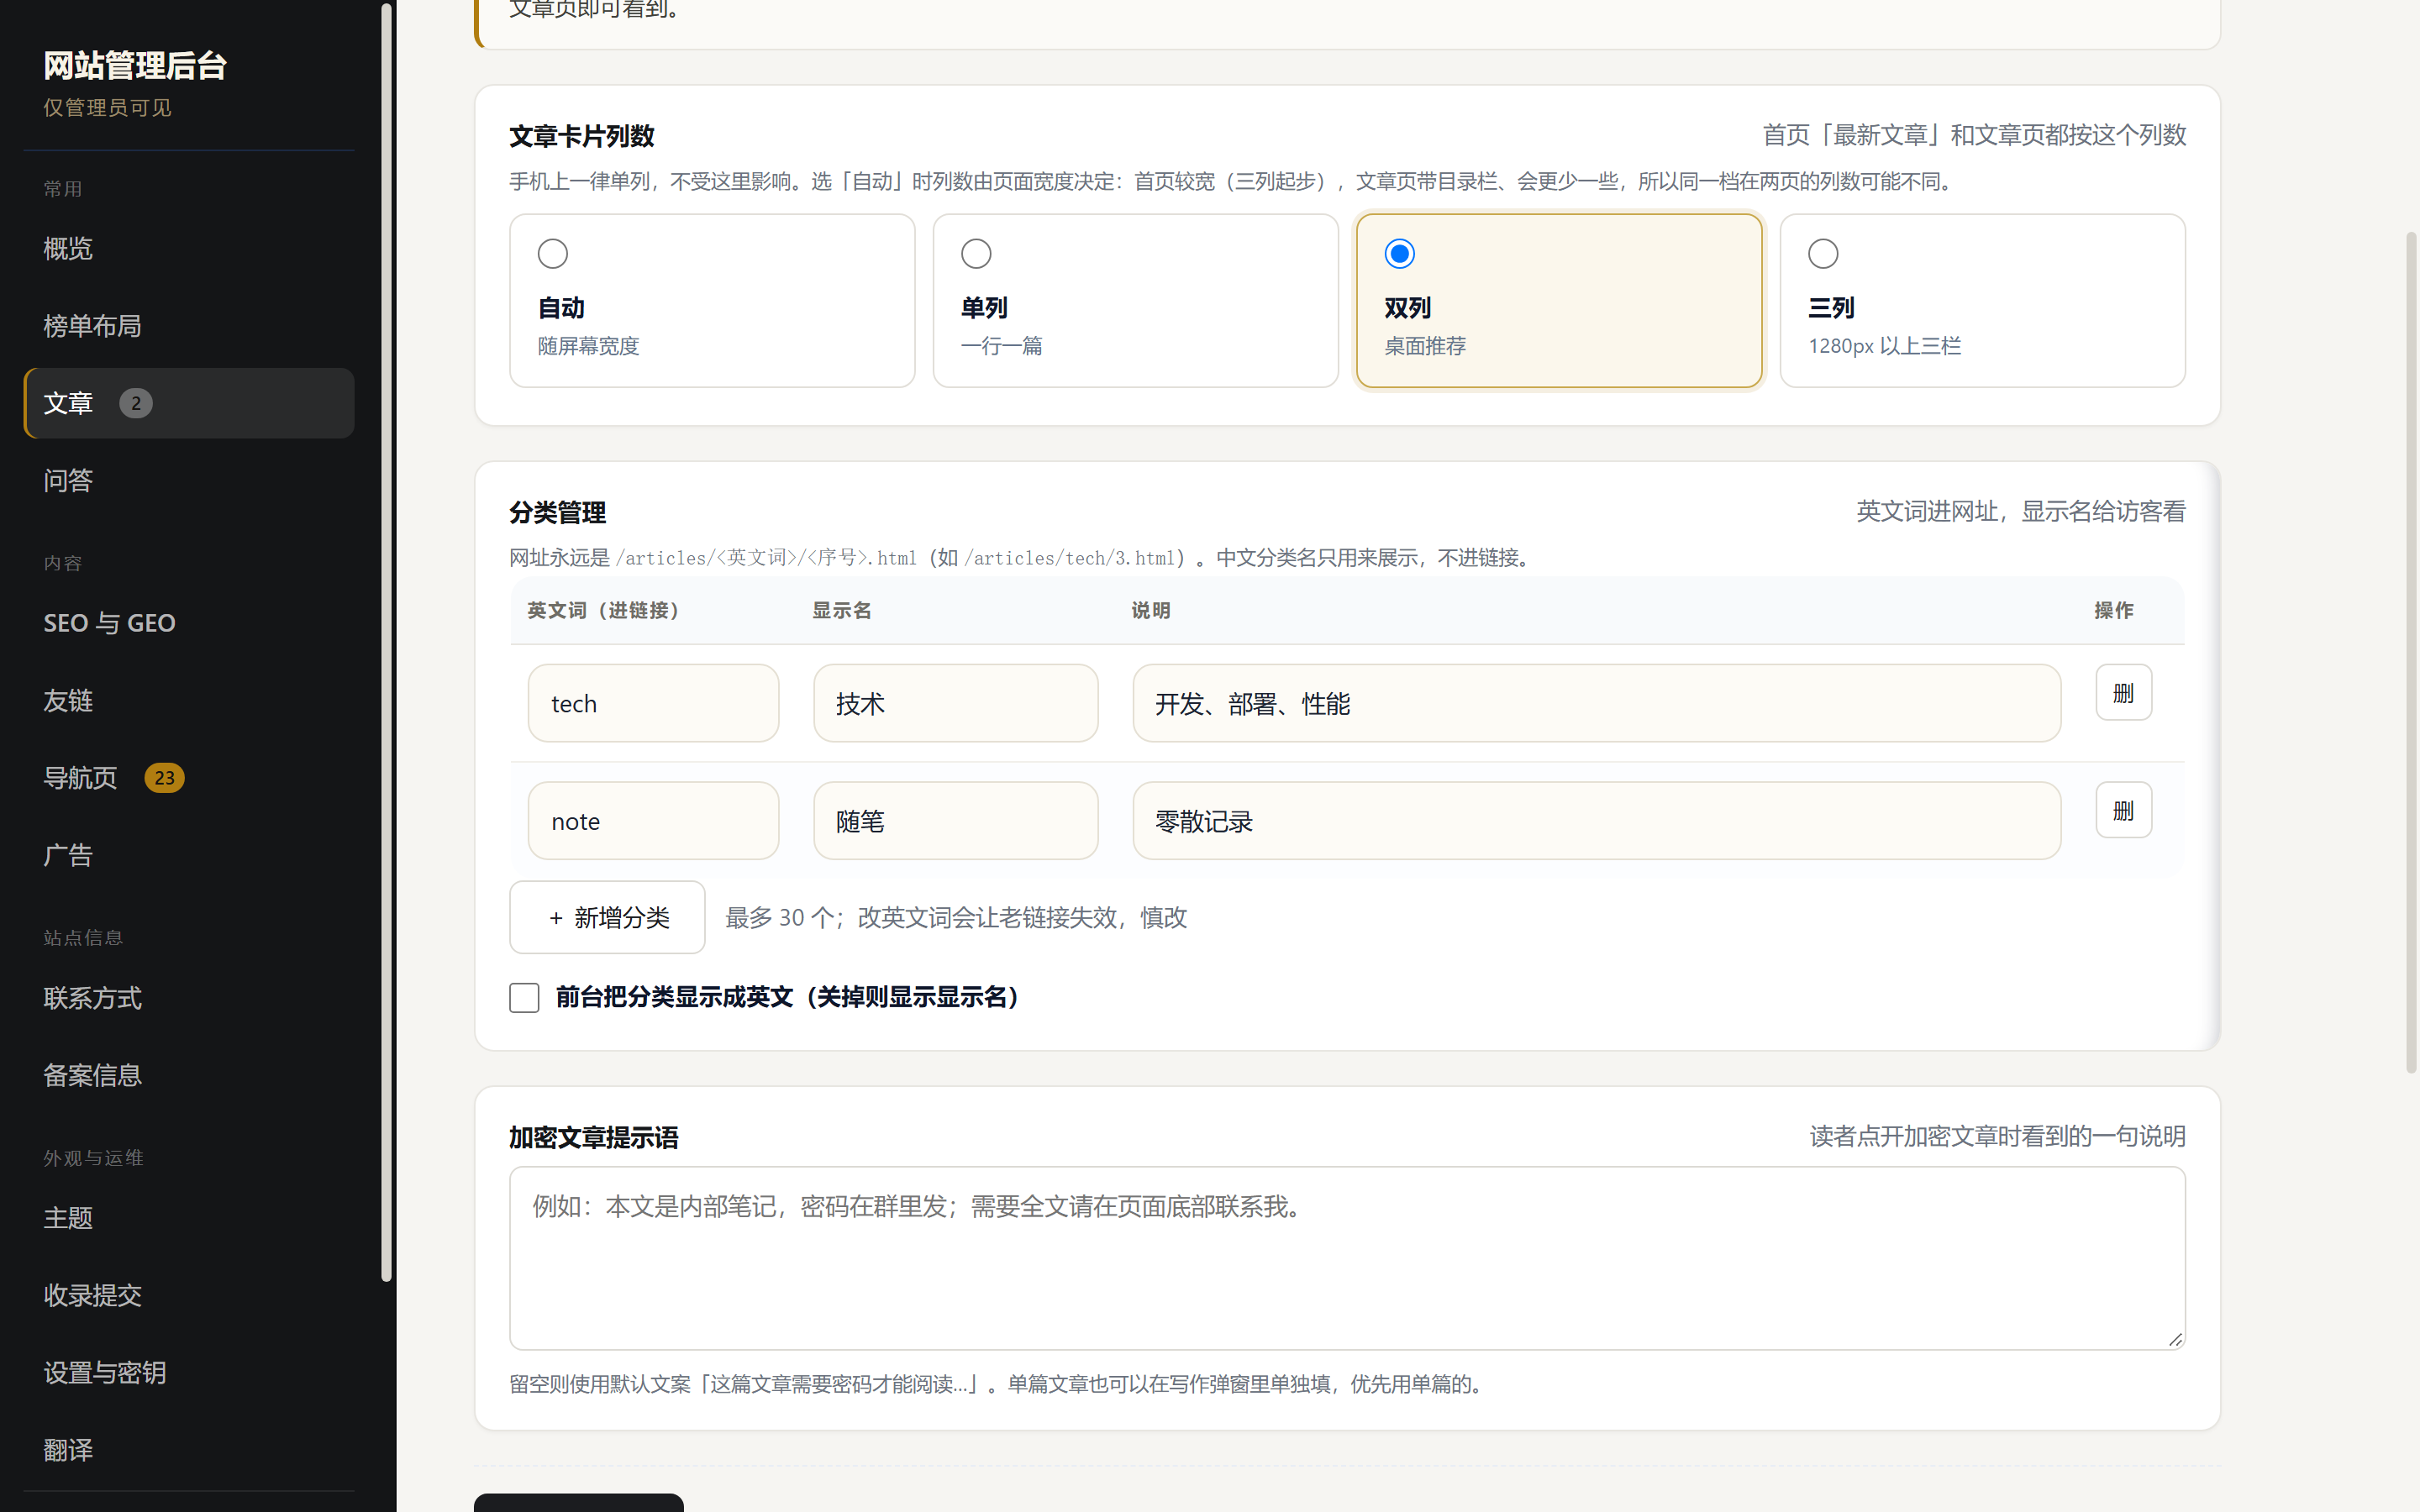 网站管理后台
仅管理员可见
常用
概览
榜单布局
文章 2
问答
内容
SEO 与 GEO
友链
导航页 23
广告
站点信息
联系方式
备案信息
外观与运维
主题
收录提交
设置与密钥
翻译
文章页即可看到。
文章卡片列数
首页「最新文章」和文章页都按这个列数
手机上一律单列，不受这里影响。选「自动」时列数由页面宽度决定：首页较宽（三列起步），文章页带目录栏、会更少一些，所以同一档在两页的列数可能不同。
自动
随屏幕宽度
单列
一行一篇
双列
桌面推荐
三列
1280px 以上三栏
分类管理
英文词进网址，显示名给访客看
网址永远是 /articles/<英文词>/<序号>.html（如 /articles/tech/3.html）。中文分类名只用来展示，不进链接。
英文词（进链接） 显示名 说明 操作
tech 技术 开发、部署、性能 删
note 随笔 零散记录 删
+ 新增分类 最多 30 个；改英文词会让老链接失效，慎改
前台把分类显示成英文（关掉则显示显示名）
加密文章提示语
读者点开加密文章时看到的一句说明
例如：本文是内部笔记，密码在群里发；需要全文请在页面底部联系我。
留空则使用默认文案「这篇文章需要密码才能阅读…」。单篇文章也可以在写作弹窗里单独填，优先用单篇的。